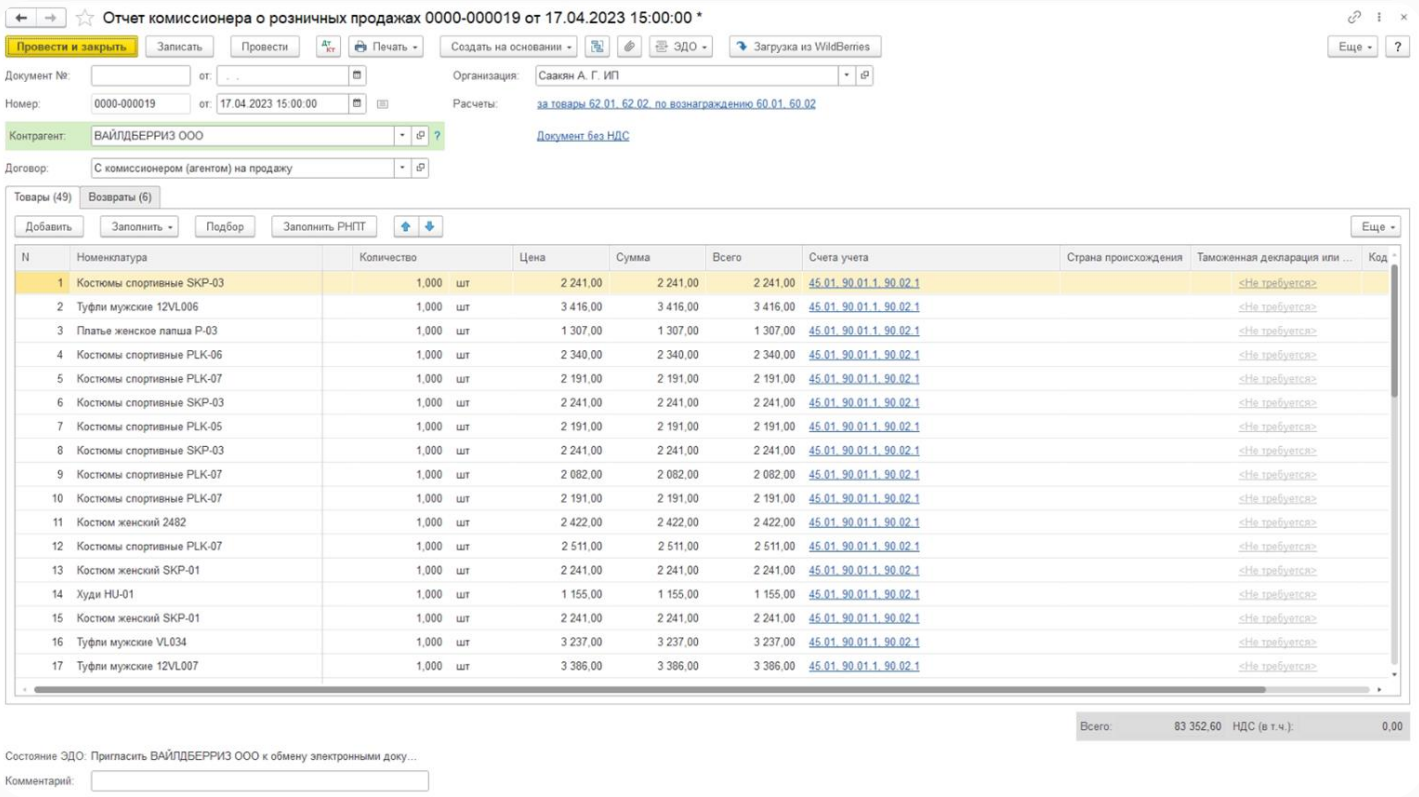 Отчет комиссионера о розничных продажах 0000-000019 от 17.04.2023 15:00:00 *
Провести и закрыть Записать Провести Дт Кт Печать Создать на основании ЭДО Загрузка из WildBerries Еще ?
Документ №: от: . . Организация: Саакян А. Г. ИП
Номер: 0000-000019 от: 17.04.2023 15:00:00 Расчеты: за товары 62.01, 62.02, по вознаграждению 60.01, 60.02
Контрагент: ВАЙЛДБЕРРИЗ ООО ? Документ без НДС
Договор: С комиссионером (агентом) на продажу
Товары (49) Возвраты (6)
Добавить Заполнить Подбор Заполнить РНПТ Еще
N Номенклатура Количество Цена Сумма Всего Счета учета Страна происхождения Таможенная декларация или ... Код
1 Костюмы спортивные SKP-03 1,000 шт 2 241,00 2 241,00 2 241,00 45.01, 90.01.1, 90.02.1 <Не требуется>
2 Туфли мужские 12VL006 1,000 шт 3 416,00 3 416,00 3 416,00 45.01, 90.01.1, 90.02.1 <Не требуется>
3 Платье женское лапша P-03 1,000 шт 1 307,00 1 307,00 1 307,00 45.01, 90.01.1, 90.02.1 <Не требуется>
4 Костюмы спортивные PLK-06 1,000 шт 2 340,00 2 340,00 2 340,00 45.01, 90.01.1, 90.02.1 <Не требуется>
5 Костюмы спортивные PLK-07 1,000 шт 2 191,00 2 191,00 2 191,00 45.01, 90.01.1, 90.02.1 <Не требуется>
6 Костюмы спортивные SKP-03 1,000 шт 2 241,00 2 241,00 2 241,00 45.01, 90.01.1, 90.02.1 <Не требуется>
7 Костюмы спортивные PLK-05 1,000 шт 2 191,00 2 191,00 2 191,00 45.01, 90.01.1, 90.02.1 <Не требуется>
8 Костюмы спортивные SKP-03 1,000 шт 2 241,00 2 241,00 2 241,00 45.01, 90.01.1, 90.02.1 <Не требуется>
9 Костюмы спортивные PLK-07 1,000 шт 2 082,00 2 082,00 2 082,00 45.01, 90.01.1, 90.02.1 <Не требуется>
10 Костюмы спортивные PLK-07 1,000 шт 2 191,00 2 191,00 2 191,00 45.01, 90.01.1, 90.02.1 <Не требуется>
11 Костюм женский 2482 1,000 шт 2 422,00 2 422,00 2 422,00 45.01, 90.01.1, 90.02.1 <Не требуется>
12 Костюмы спортивные PLK-07 1,000 шт 2 511,00 2 511,00 2 511,00 45.01, 90.01.1, 90.02.1 <Не требуется>
13 Костюм женский SKP-01 1,000 шт 2 241,00 2 241,00 2 241,00 45.01, 90.01.1, 90.02.1 <Не требуется>
14 Худи HU-01 1,000 шт 1 155,00 1 155,00 1 155,00 45.01, 90.01.1, 90.02.1 <Не требуется>
15 Костюм женский SKP-01 1,000 шт 2 241,00 2 241,00 2 241,00 45.01, 90.01.1, 90.02.1 <Не требуется>
16 Туфли мужские VL034 1,000 шт 3 237,00 3 237,00 3 237,00 45.01, 90.01.1, 90.02.1 <Не требуется>
17 Туфли мужские 12VL007 1,000 шт 3 386,00 3 386,00 3 386,00 45.01, 90.01.1, 90.02.1 <Не требуется>
Всего: 83 352,60 НДС (в т.ч.): 0,00
Состояние ЭДО: Пригласить ВАЙЛДБЕРРИЗ ООО к обмену электронными доку...
Комментарий: